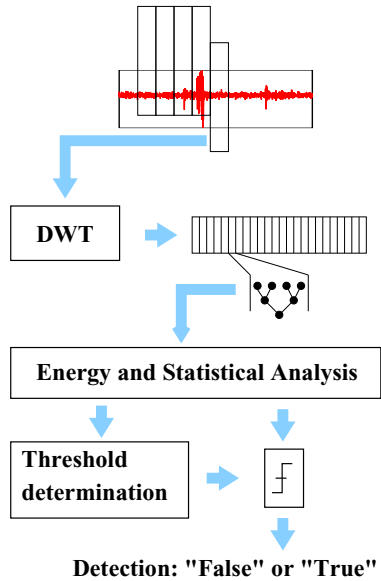 DWT
Energy and Statistical Analysis
Threshold
determination
Detection: "False" or "True"